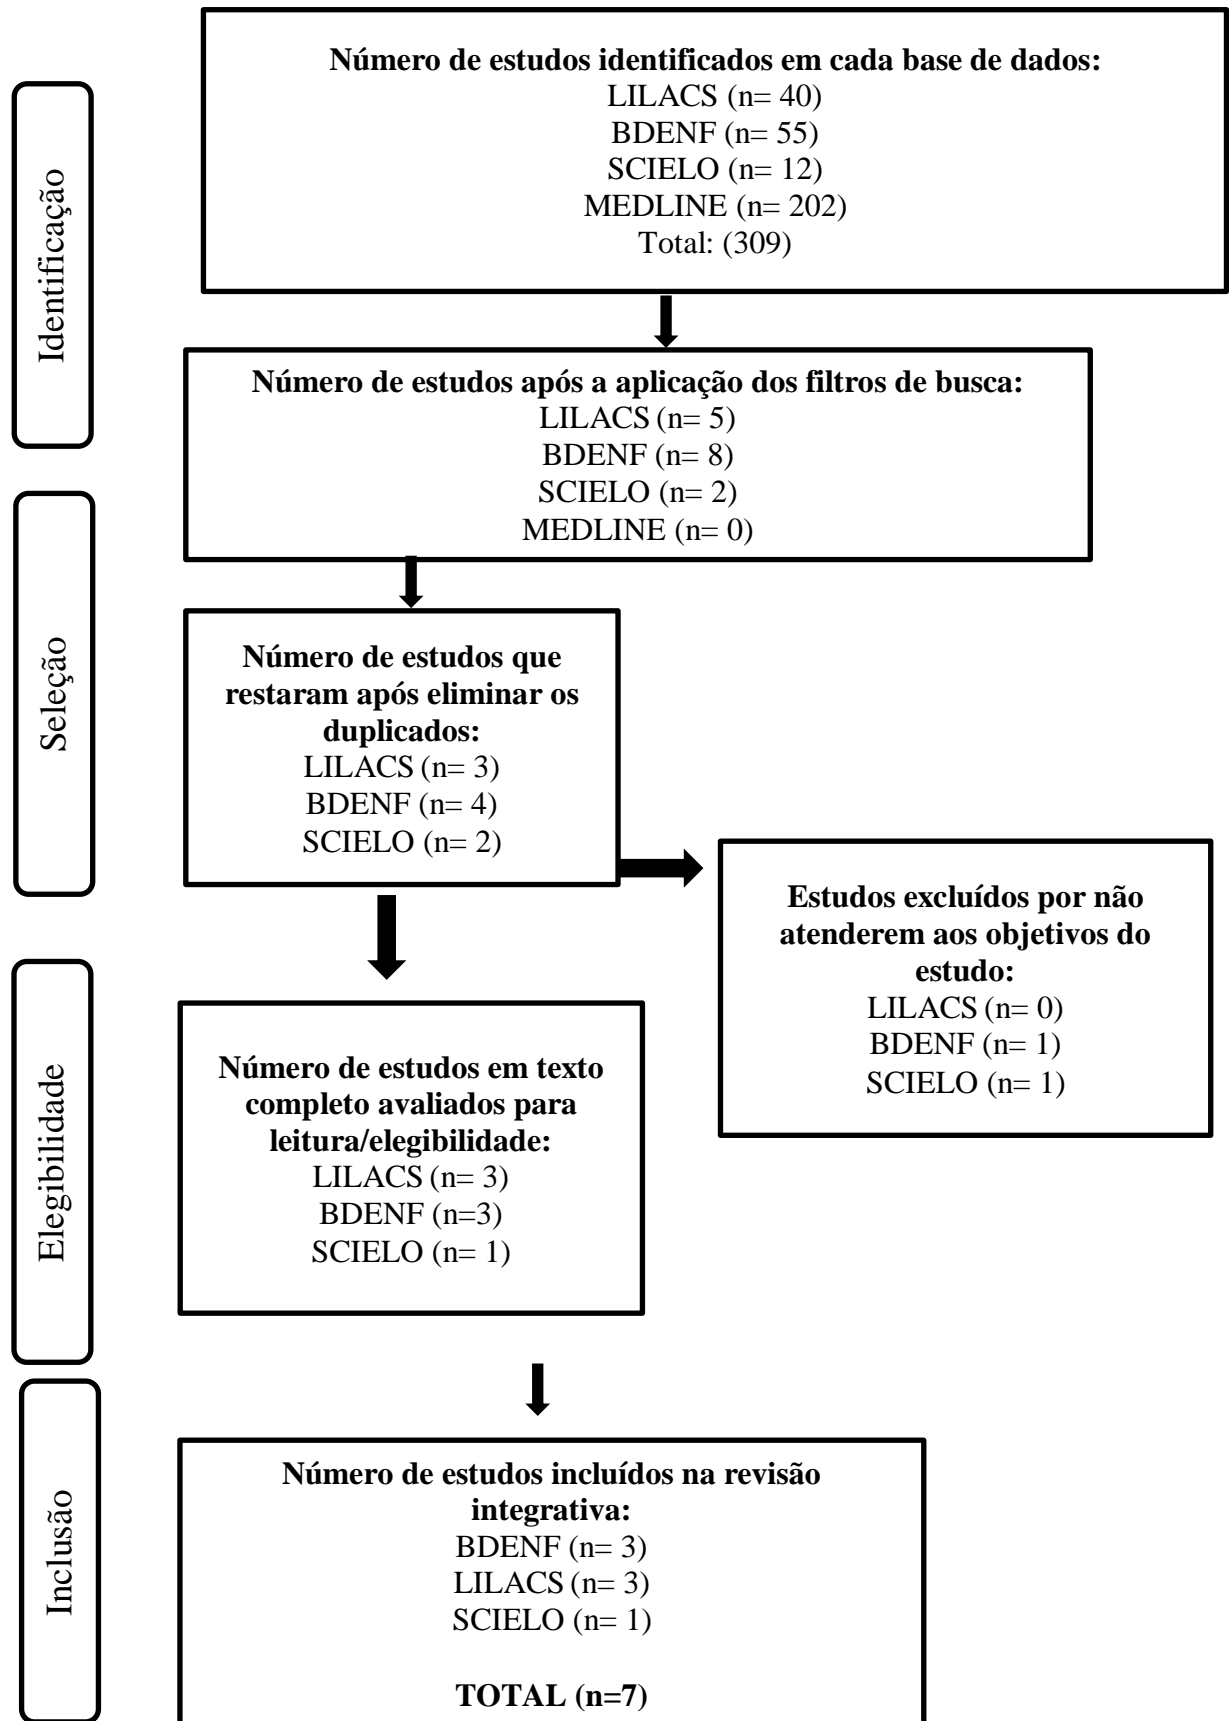 Identificação
Número de estudos identificados em cada base de dados:
LILACS (n= 40)
BDENF (n= 55)
SCIELO (n= 12)
MEDLINE (n= 202)
Total: (309)
Número de estudos após a aplicação dos filtros de busca:
LILACS (n= 5)
BDENF (n= 8)
SCIELO (n= 2)
MEDLINE (n= 0)
Seleção
Número de estudos que
restaram após eliminar os
duplicados:
LILACS (n= 3)
BDENF (n= 4)
SCIELO (n= 2)
Estudos excluídos por não
atenderem aos objetivos do
estudo:
LILACS (n= 0)
BDENF (n= 1)
SCIELO (n= 1)
Elegibilidade
Número de estudos em texto
completo avaliados para
leitura/elegibilidade:
LILACS (n= 3)
BDENF (n=3)
SCIELO (n= 1)
Inclusão
Número de estudos incluídos na revisão
integrativa:
BDENF (n= 3)
LILACS (n= 3)
SCIELO (n= 1)
TOTAL (n=7)